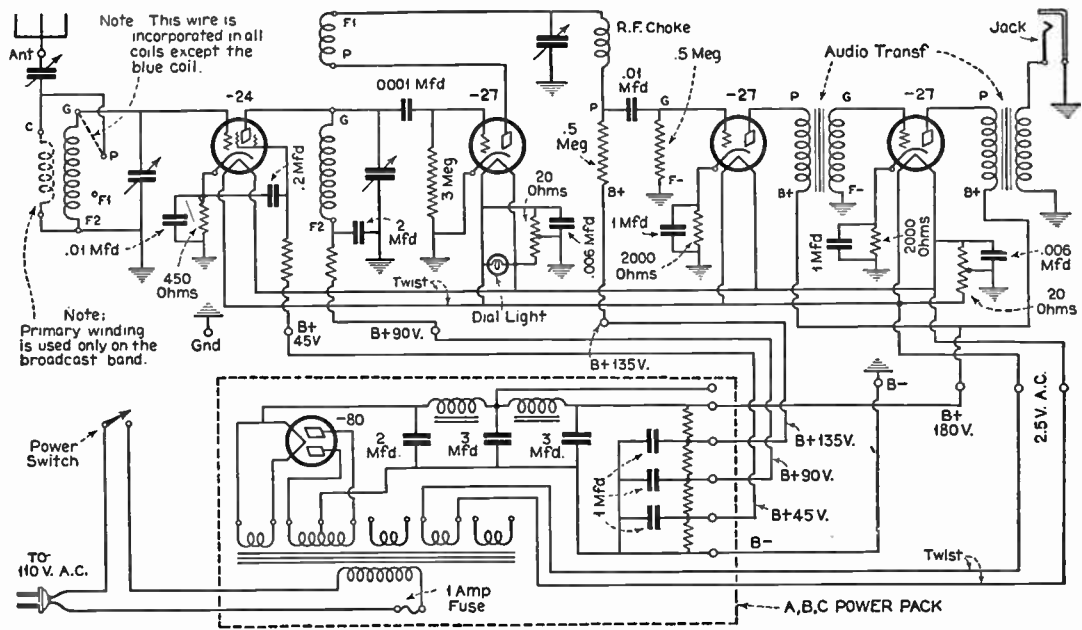 Note This wire is
incorporated in all
coils except the
blue coil.
Ant
C
G
P
F1
F2
.01 Mfd
450
Ohms
Note:
Primary winding
is used only on the
broadcast band.
Gnd
-24
.2 Mfd
B+
45V
G
F2
2
Mfd
B+90V.
F1
P
.0001 Mfd
3 Meg
-27
20
Ohms
.006 Mfd
Twist
Dial Light
R.F. Choke
P
.5
Meg
B+
B+135V.
.01
Mfd
G
.5 Meg
F-
-27
1 Mfd
2000
Ohms
Audio Transf
P
G
B+
F-
-27
1 Mfd
2000
Ohms
P
B+
Jack
.006
Mfd
20
Ohms
B-
B+
180V.
2.5V. A.C.
Power
Switch
TO
110 V. A.C.
-80
2
Mfd
3
Mfd
3
Mfd.
1 Mfd
B+135V.
B+90V.
B+45V.
B-
Twist
1 Amp
Fuse
A,B,C POWER PACK